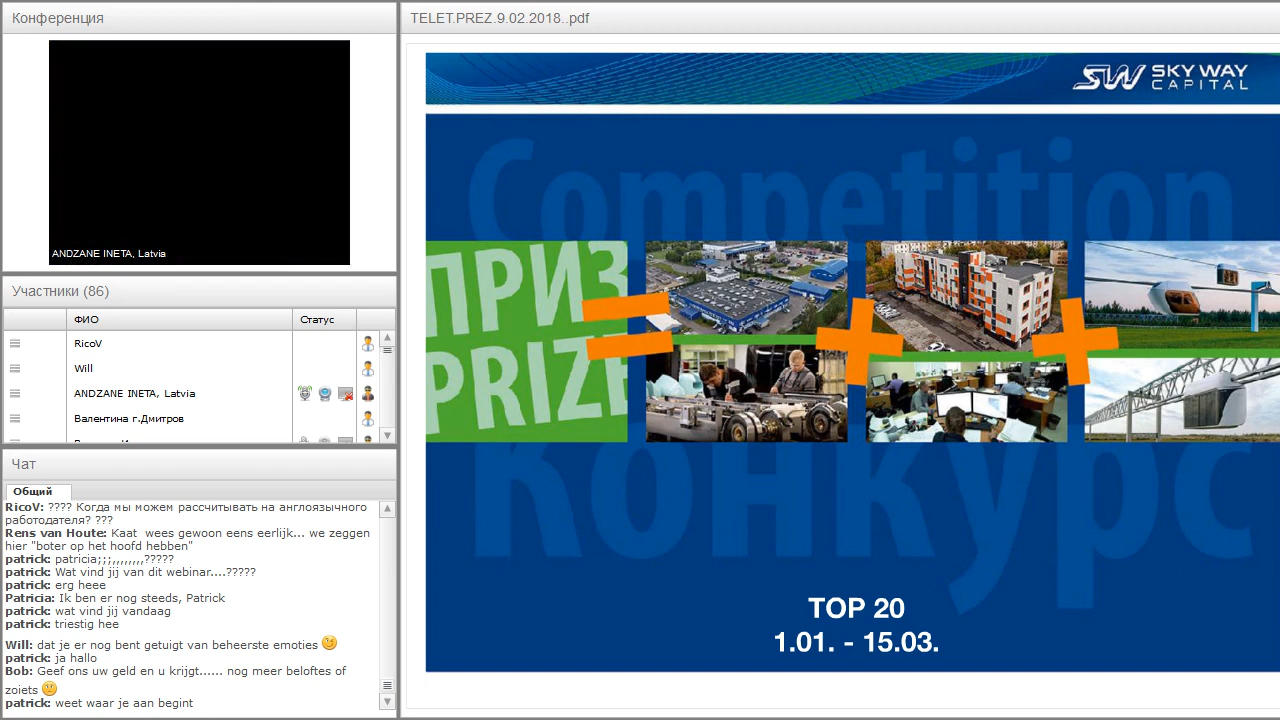 Конференция
ANDZANE INETA, Latvia
Участники (86)
ФИО Статус
RicoV
Will
ANDZANE INETA, Latvia
Валентина г.Дмитров
Чат
Общий
RicoV: ???? Когда мы можем рассчитывать на англоязычного
работодателя? ???
Rens van Houte: Kaat wees gewoon eens eerlijk... we zeggen
hier "boter op het hoofd hebben"
patrick: patricia;;;,,,,,,,,,?????
patrick: Wat vind jij van dit webinar....?????
patrick: erg heee
Patricia: Ik ben er nog steeds, Patrick
patrick: wat vind jij vandaag
patrick: triestig hee
Will: dat je er nog bent getuigt van beheerste emoties
patrick: ja hallo
Bob: Geef ons uw geld en u krijgt...... nog meer beloftes of
zoiets
patrick: weet waar je aan begint
TELET.PREZ.9.02.2018..pdf
SW SKY WAY
CAPITAL
Competition
ПРИЗ
PRIZE
Конкурс
TOP 20
1.01. - 15.03.